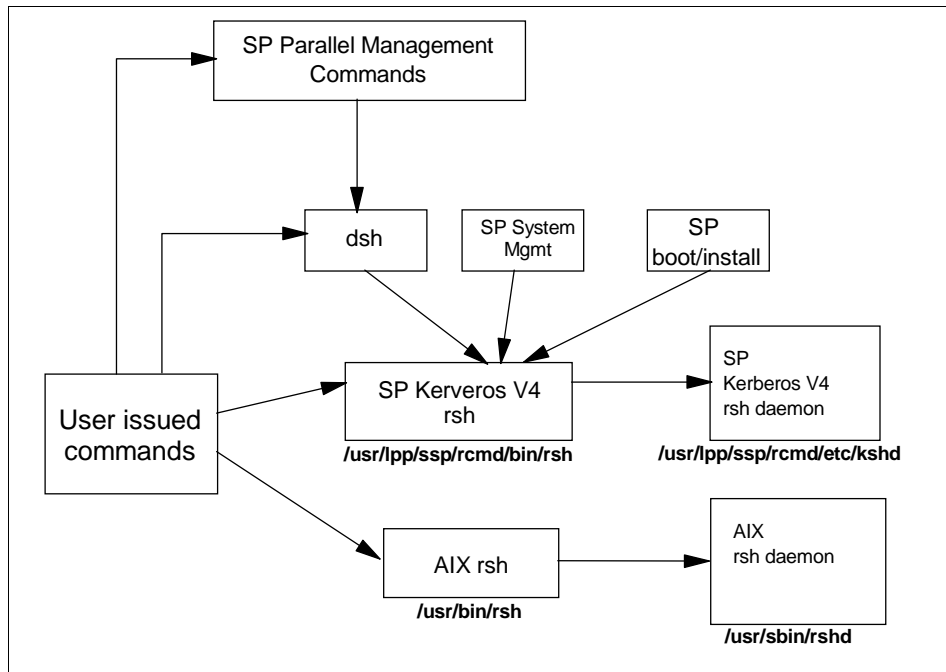 SP Parallel Management
Commands
dsh
SP System
Mgmt
SP
boot/install
User issued
commands
SP Kerveros V4
rsh
/usr/lpp/ssp/rcmd/bin/rsh
SP
Kerberos V4
rsh daemon
/usr/lpp/ssp/rcmd/etc/kshd
AIX rsh
/usr/bin/rsh
AIX
rsh daemon
/usr/sbin/rshd